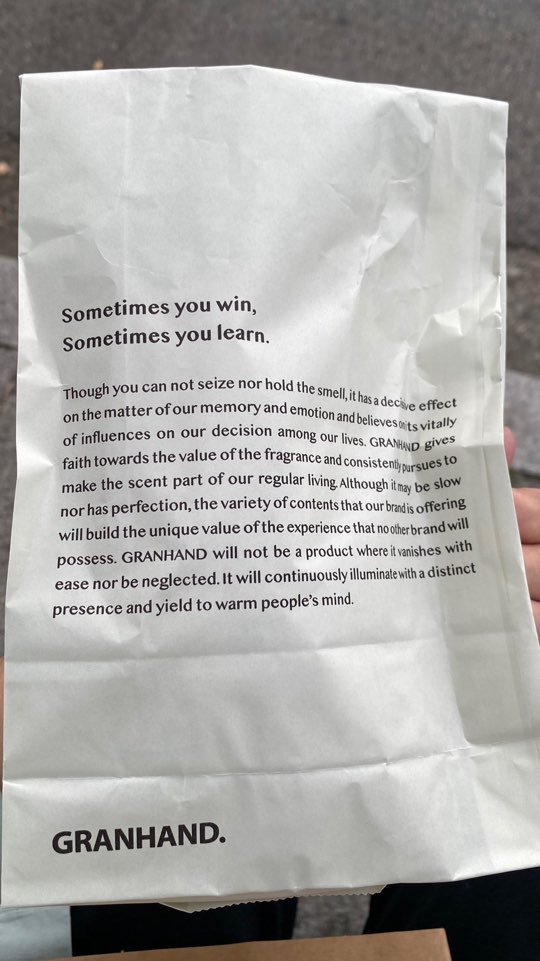 Sometimes you win,
Sometimes you learn.
Though you can not seize nor hold the smell, it has a decisive effect
on the matter of our memory and emotion and believes on its vitally
of influences on our decision among our lives. GRANHAND gives
faith towards the value of the fragrance and consistently pursues to
make the scent part of our regular living. Although it may be slow
nor has perfection, the variety of contents that our brand is offering
will build the unique value of the experience that no other brand will
possess. GRANHAND will not be a product where it vanishes with
ease nor be neglected. It will continuously illuminate with a distinct
presence and yield to warm people's mind.
GRANHAND.